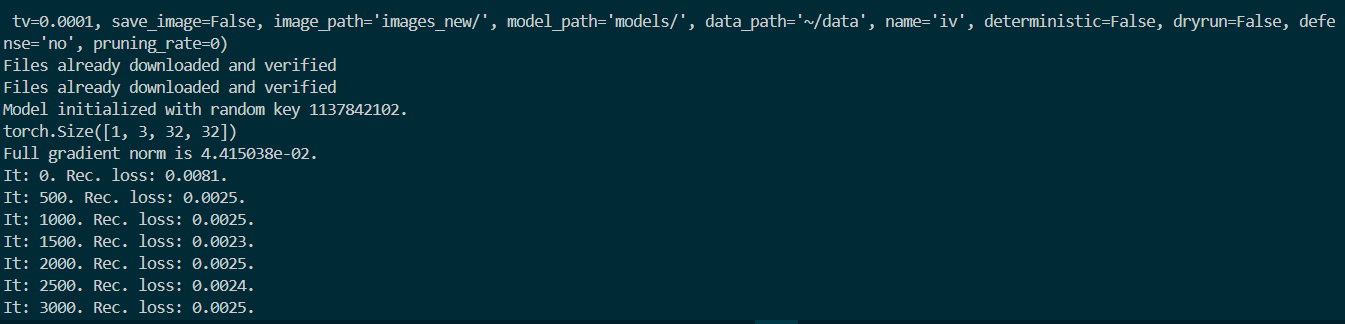 tv=0.0001, save_image=False, image_path='images_new/', model_path='models/', data_path='~/data', name='iv', deterministic=False, dryrun=False, defe
nse='no', pruning_rate=0)
Files already downloaded and verified
Files already downloaded and verified
Model initialized with random key 1137842102.
torch.Size([1, 3, 32, 32])
Full gradient norm is 4.415038e-02.
It: 0. Rec. loss: 0.0081.
It: 500. Rec. loss: 0.0025.
It: 1000. Rec. loss: 0.0025.
It: 1500. Rec. loss: 0.0023.
It: 2000. Rec. loss: 0.0025.
It: 2500. Rec. loss: 0.0024.
It: 3000. Rec. loss: 0.0025.